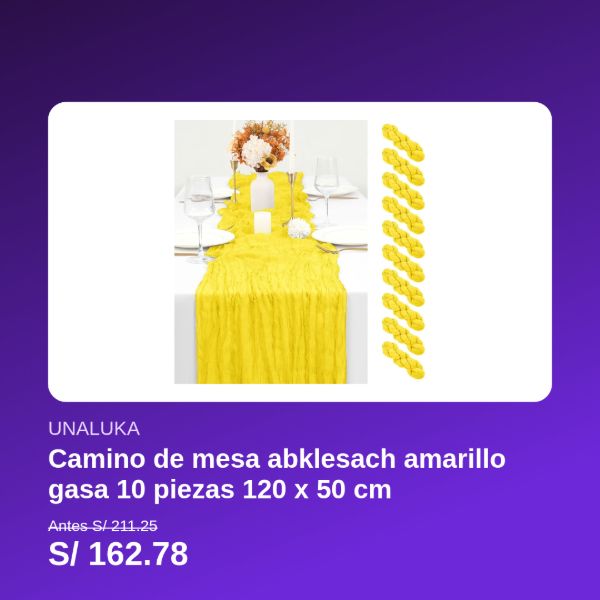 UNALUKA
Camino de mesa abklesach amarillo
gasa 10 piezas 120 x 50 cm
Antes S/ 211.25
S/ 162.78